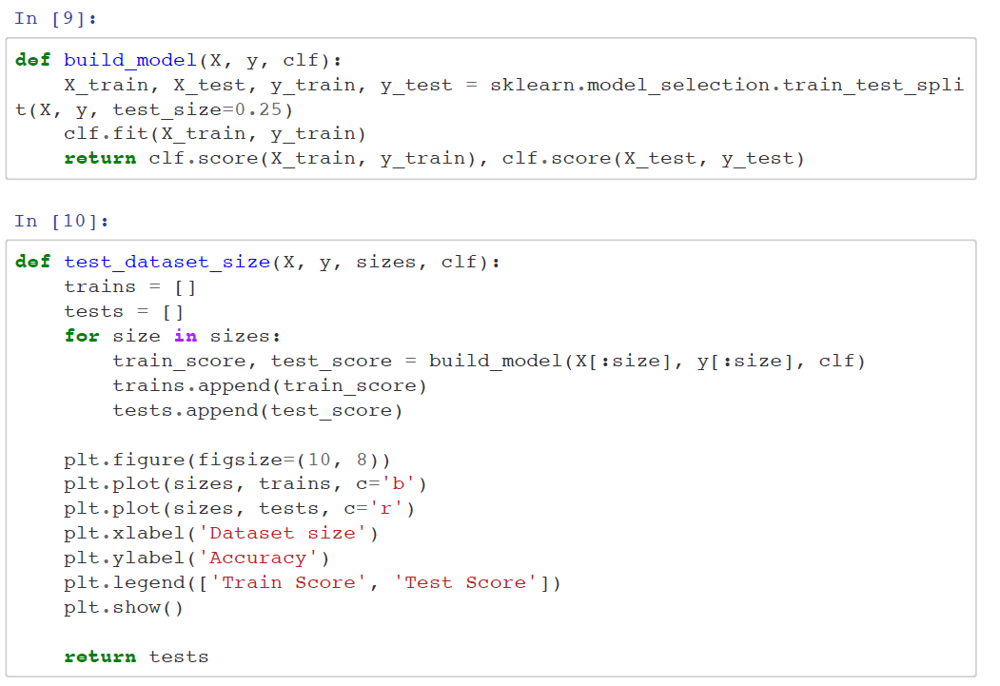 In [9]:
def build_model(X, y, clf):
    X_train, X_test, y_train, y_test = sklearn.model_selection.train_test_spli
t(X, y, test_size=0.25)
    clf.fit(X_train, y_train)
    return clf.score(X_train, y_train), clf.score(X_test, y_test)
In [10]:
def test_dataset_size(X, y, sizes, clf):
    trains = []
    tests = []
    for size in sizes:
        train_score, test_score = build_model(X[:size], y[:size], clf)
        trains.append(train_score)
        tests.append(test_score)

    plt.figure(figsize=(10, 8))
    plt.plot(sizes, trains, c='b')
    plt.plot(sizes, tests, c='r')
    plt.xlabel('Dataset size')
    plt.ylabel('Accuracy')
    plt.legend(['Train Score', 'Test Score'])
    plt.show()

    return tests